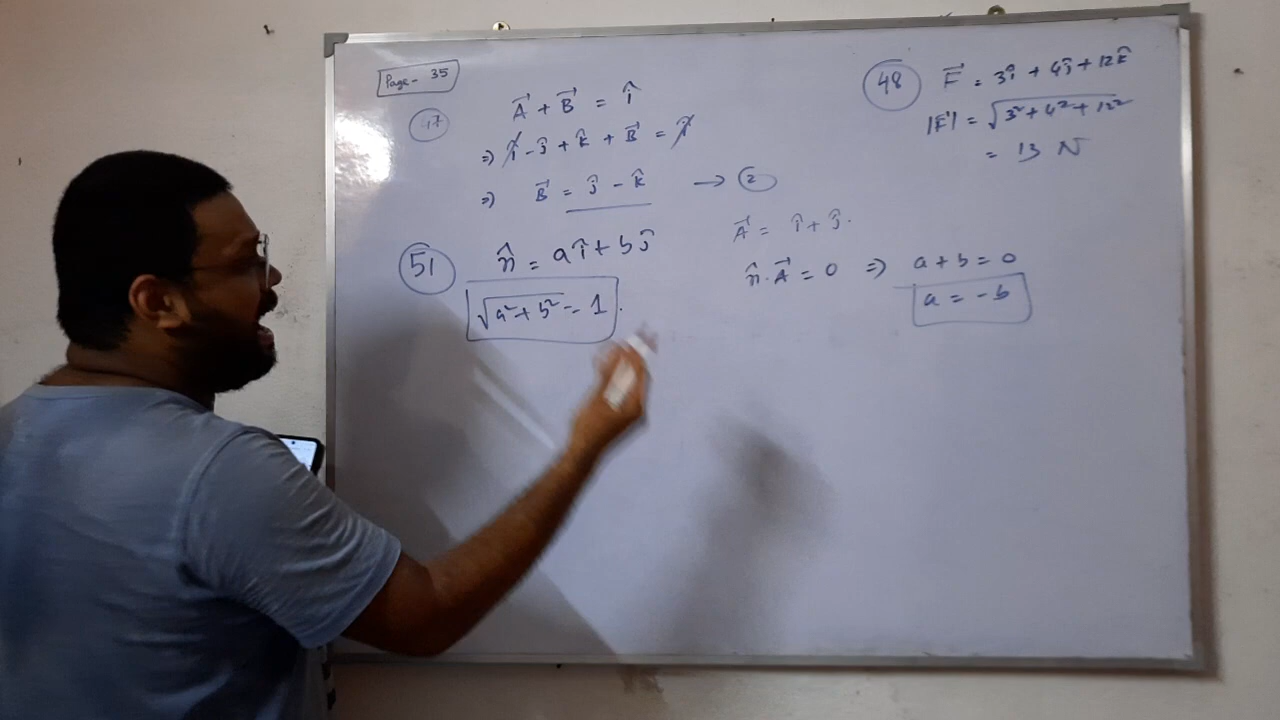 Page - 35
47
A⃗ + B⃗ = î
=) î - ĵ + k̂ + B⃗ = î
=) B⃗ = ĵ - k̂ → 2
48 F⃗ = 3î + 4ĵ + 12k̂
|F⃗| = √3² + 4² + 12²
= 13 N
51 n̂ = aî + bĵ
√a² + b² = 1.
A⃗ = î + ĵ.
n̂. A⃗ = 0 =) a + b = 0
a = -b